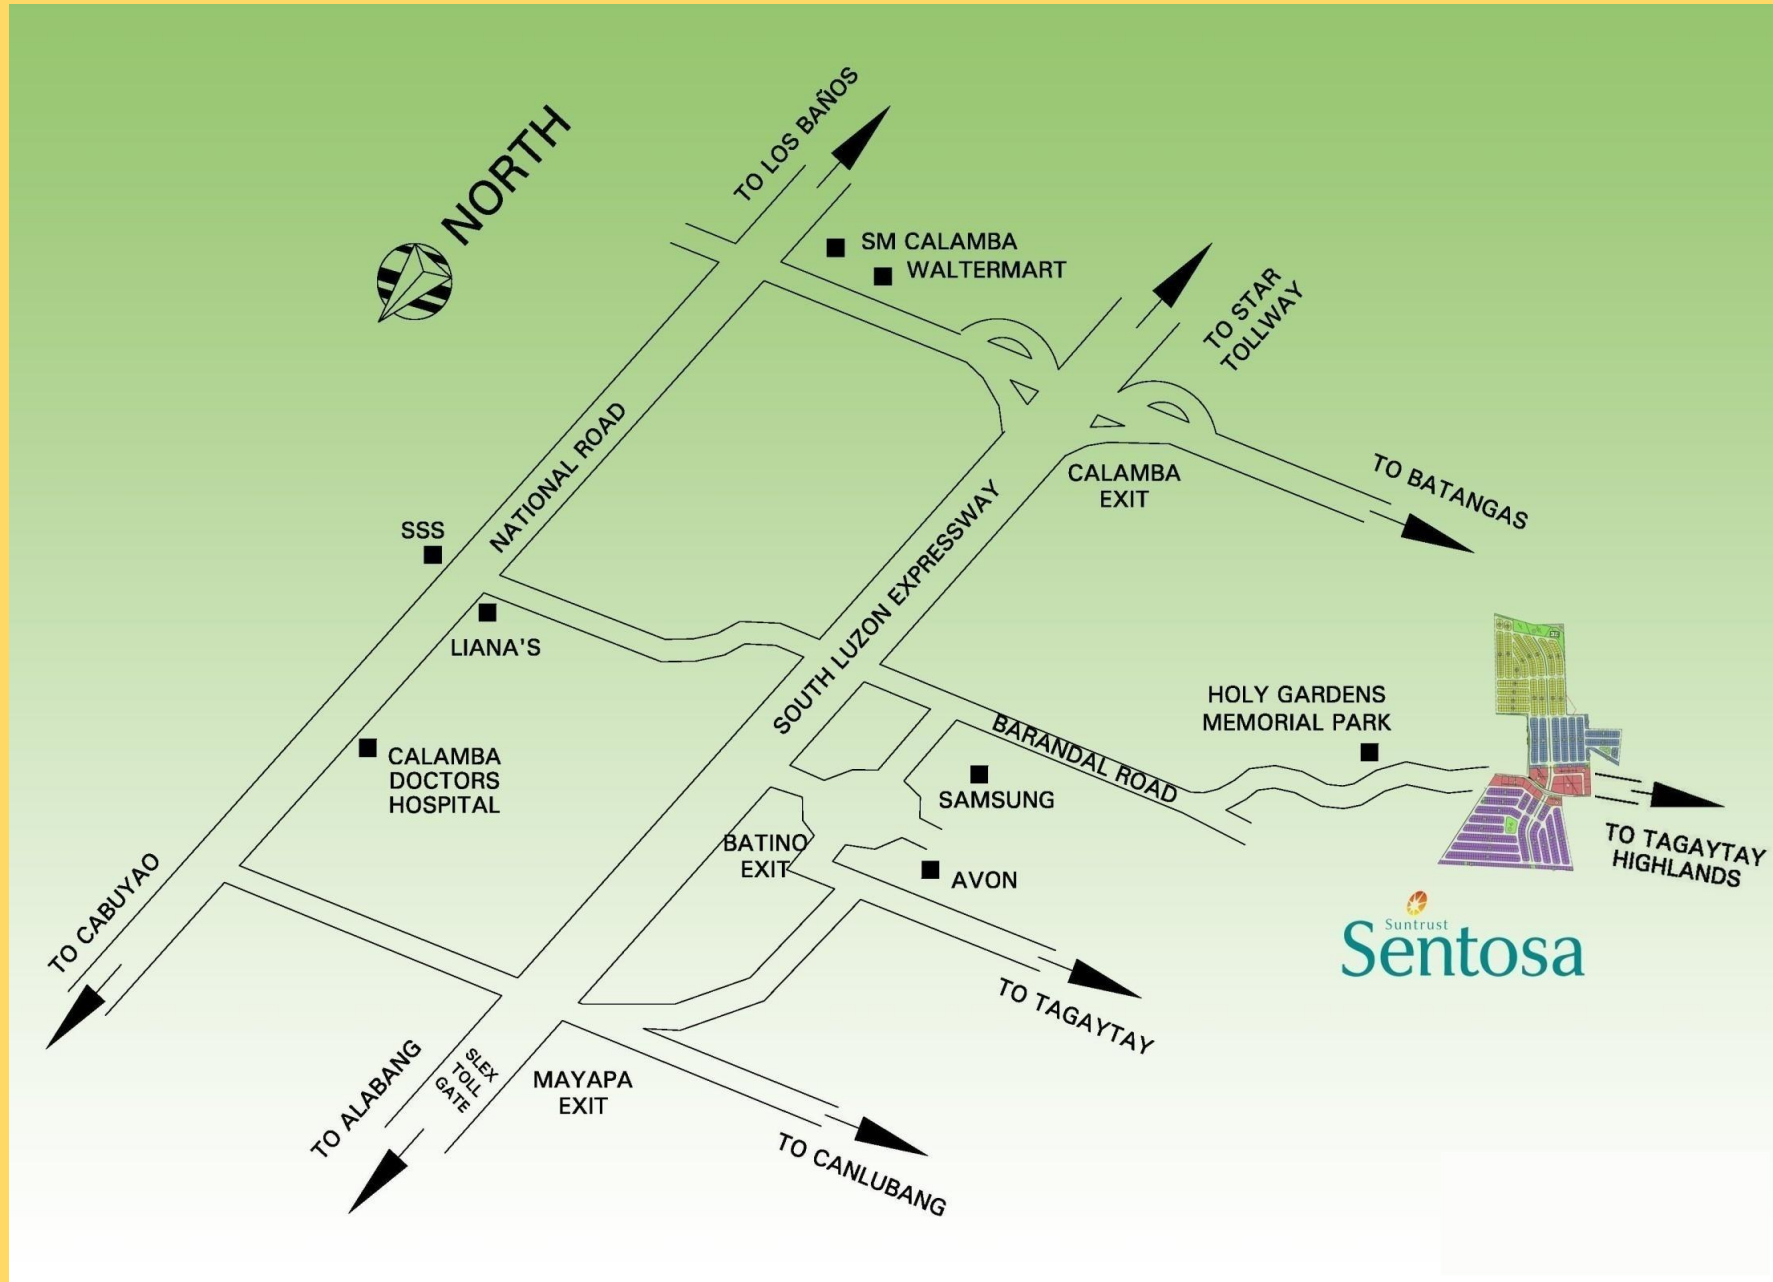 TO LOS BAÑOS
NORTH
SM CALAMBA
WALTERMART
TO STAR
TOLLWAY
NATIONAL ROAD
CALAMBA
EXIT
TO BATANGAS
SSS
LIANA'S
SOUTH LUZON EXPRESSWAY
HOLY GARDENS
MEMORIAL PARK
BARANDAL ROAD
CALAMBA
DOCTORS
HOSPITAL
SAMSUNG
BATINO
EXIT
AVON
TO TAGAYTAY
HIGHLANDS
TO CABUYAO
Suntrust
Sentosa
TO TAGAYTAY
TO ALABANG
SLEX
TOLL
GATE
MAYAPA
EXIT
TO CANLUBANG